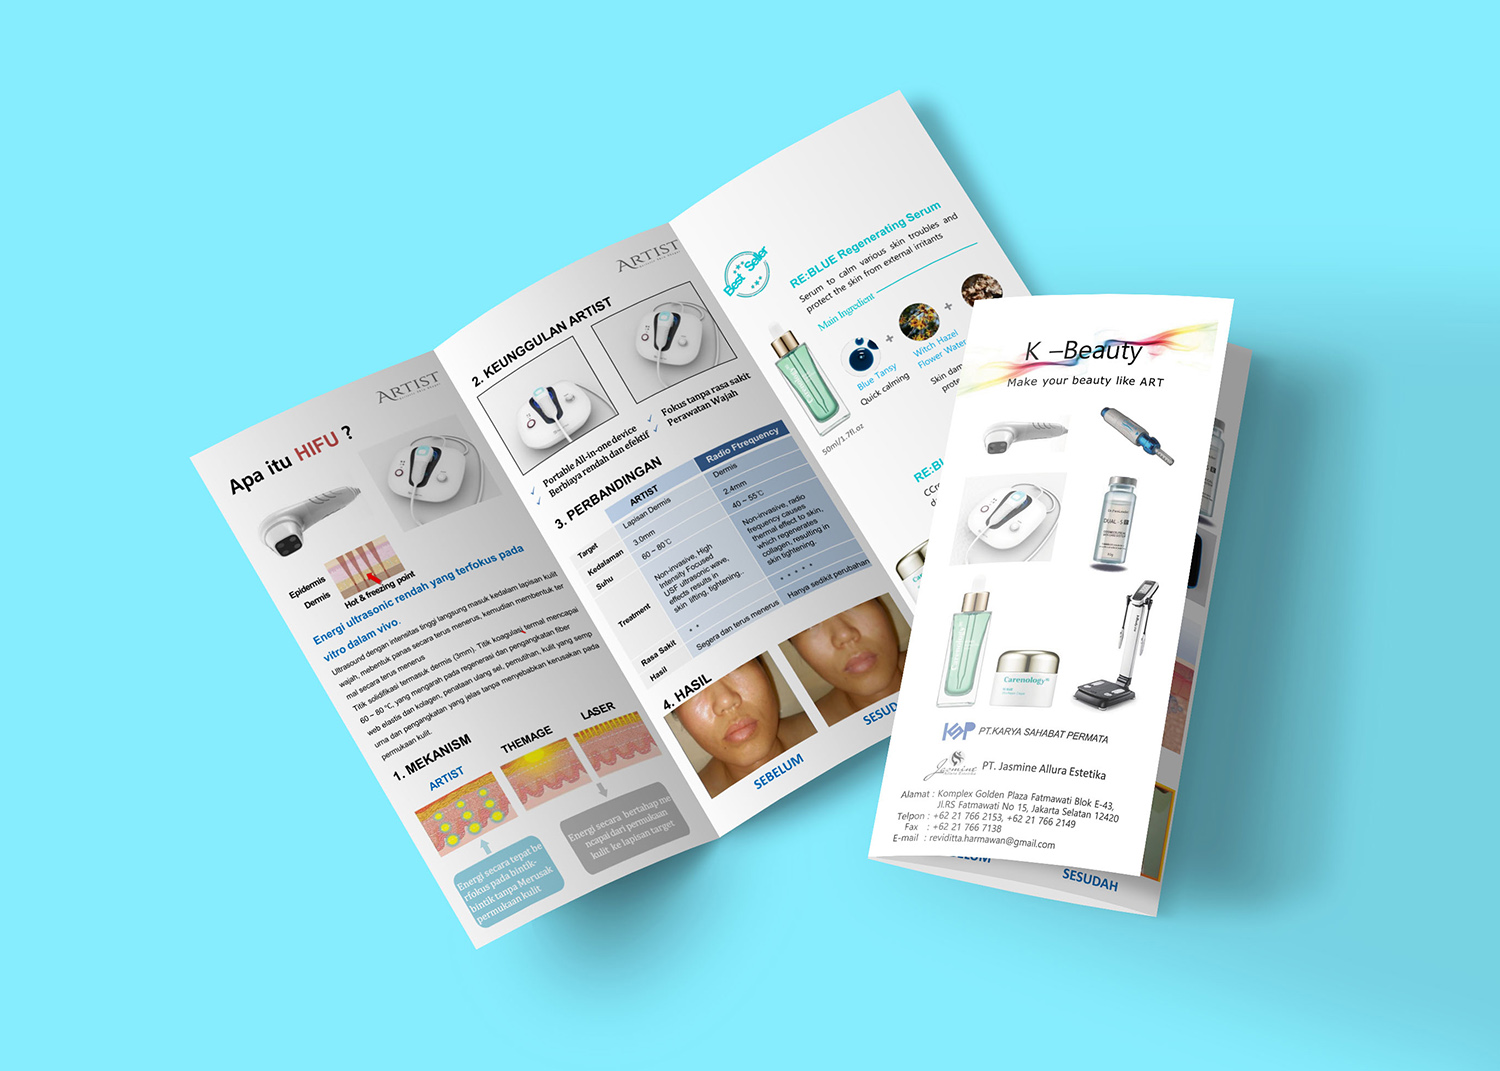 ARTIST
Apa itu HIFU ?
Epidermis
Dermis
Hot & freezing point
Energi ultrasonic rendah yang terfokus pada
vitro dalam vivo.
Ultrasound dengan intensitas tinggi langsung masuk kedalam lapisan kulit
wajah, mebentuk panas secara terus menerus, kemudian membentuk ter
mal secara terus menerus
Titik solidifikasi termasuk dermis (3mm). Titik koagulasi termal mencapai
60 ~ 80 °C, yang mengarah pada regenerasi dan pengangkatan fiber
web elastis dan kolagen, penataan ulang sel, pemutihan, kulit yang semp
urna dan pengangkatan yang jelas tanpa menyebabkan kerusakan pada
permukaan kulit.
1. MEKANISM
ARTIST
THEMAGE
LASER
Energi secara tepat be
rfokus pada bintik-
bintik tanpa Merusak
permukaan kulit
Energi secara bertahap me
ncapai dari permukaan
kulit ke lapisan target
ARTIST
2. KEUNGGULAN ARTIST
Portable All-in-one device
Berbiaya rendah dan efektif
Fokus tanpa rasa sakit
Perawatan Wajah
3. PERBANDINGAN
ARTIST
Radio Ftrequency
Target
Lapisan Dermis
Dermis
Kedalaman
3.0mm
2.4mm
Suhu
60 ~ 80℃
40 ~ 55℃
Treatment
Non-invasive, High
Intensity Focused
USF ultrasonic wave,
effects results in
skin lifting, tightening..
Non-invasive, radio
frequency causes
thermal effect to skin,
which regenerates
collagen, resulting in
skin tightening.
Rasa Sakit
Hasil
Segera dan terus menerus
Hanya sedikit perubahan
4. HASIL
SEBELUM
SESUD
Best Seller
RE:BLUE Regenerating Serum
Serum to calm various skin troubles and
protect the skin from external irritants
Main Ingredient
Blue Tansy
Quick calming
Witch Hazel
Flower Water
Skin dam
prote
50ml/1.7fl.oz
RE:BL
CCr
K –Beauty
Make your beauty like ART
DUAL-S
Carenology
KSP PT.KARYA SAHABAT PERMATA
Jasmine PT. Jasmine Allura Estetika
Alamat : Komplex Golden Plaza Fatmawati Blok E-43,
Jl.RS Fatmawati No 15, Jakarta Selatan 12420
Telpon : +62 21 766 2153, +62 21 766 2149
Fax : +62 21 766 7138
E-mail : reviditta.harmawan@gmail.com
ELUM
SESUDAH